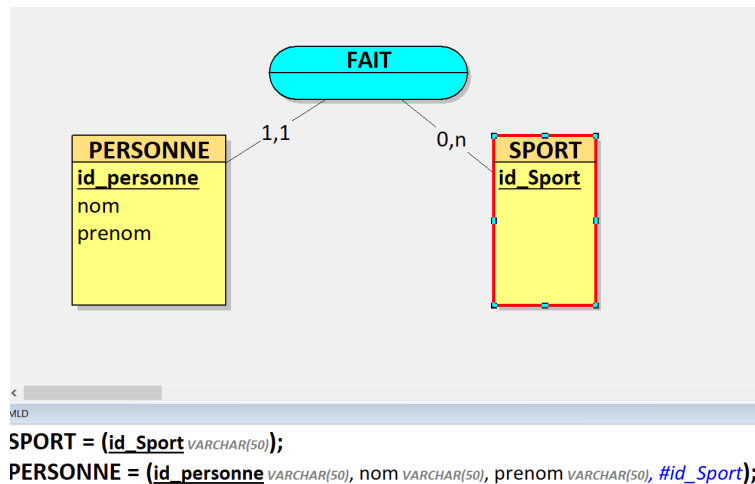 FAIT
1,1
0,n
PERSONNE
id_personne
nom
prenom
SPORT
id_Sport
MLD
SPORT = (id_Sport VARCHAR(50));
PERSONNE = (id_personne VARCHAR(50), nom VARCHAR(50), prenom VARCHAR(50), #id_Sport);